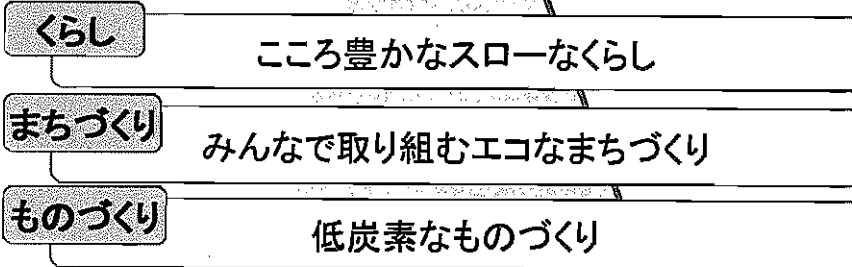 くらし
こころ豊かなスローなくらし
まちづくり
みんなで取り組むエコなまちづくり
ものづくり
低炭素なものづくり